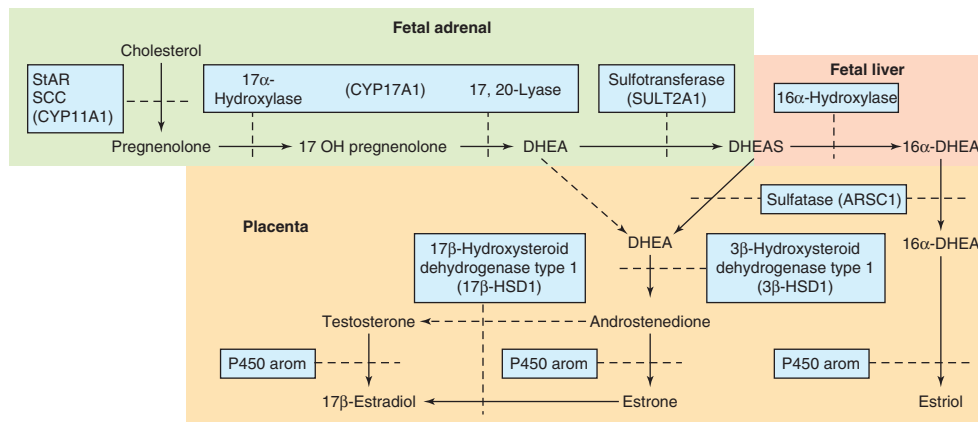 Fetal adrenal
Cholesterol
StAR
SCC
(CYP11A1)
17α-
Hydroxylase
(CYP17A1)
17, 20-Lyase
Sulfotransferase
(SULT2A1)
Fetal liver
16α-Hydroxylase
Pregnenolone
17 OH pregnenolone
DHEA
DHEAS
16α-DHEA
Sulfatase (ARSC1)
Placenta
17β-Hydroxysteroid
dehydrogenase type 1
(17β-HSD1)
DHEA
3β-Hydroxysteroid
dehydrogenase type 1
(3β-HSD1)
16α-DHEA
Testosterone
Androstenedione
P450 arom
P450 arom
P450 arom
17β-Estradiol
Estrone
Estriol